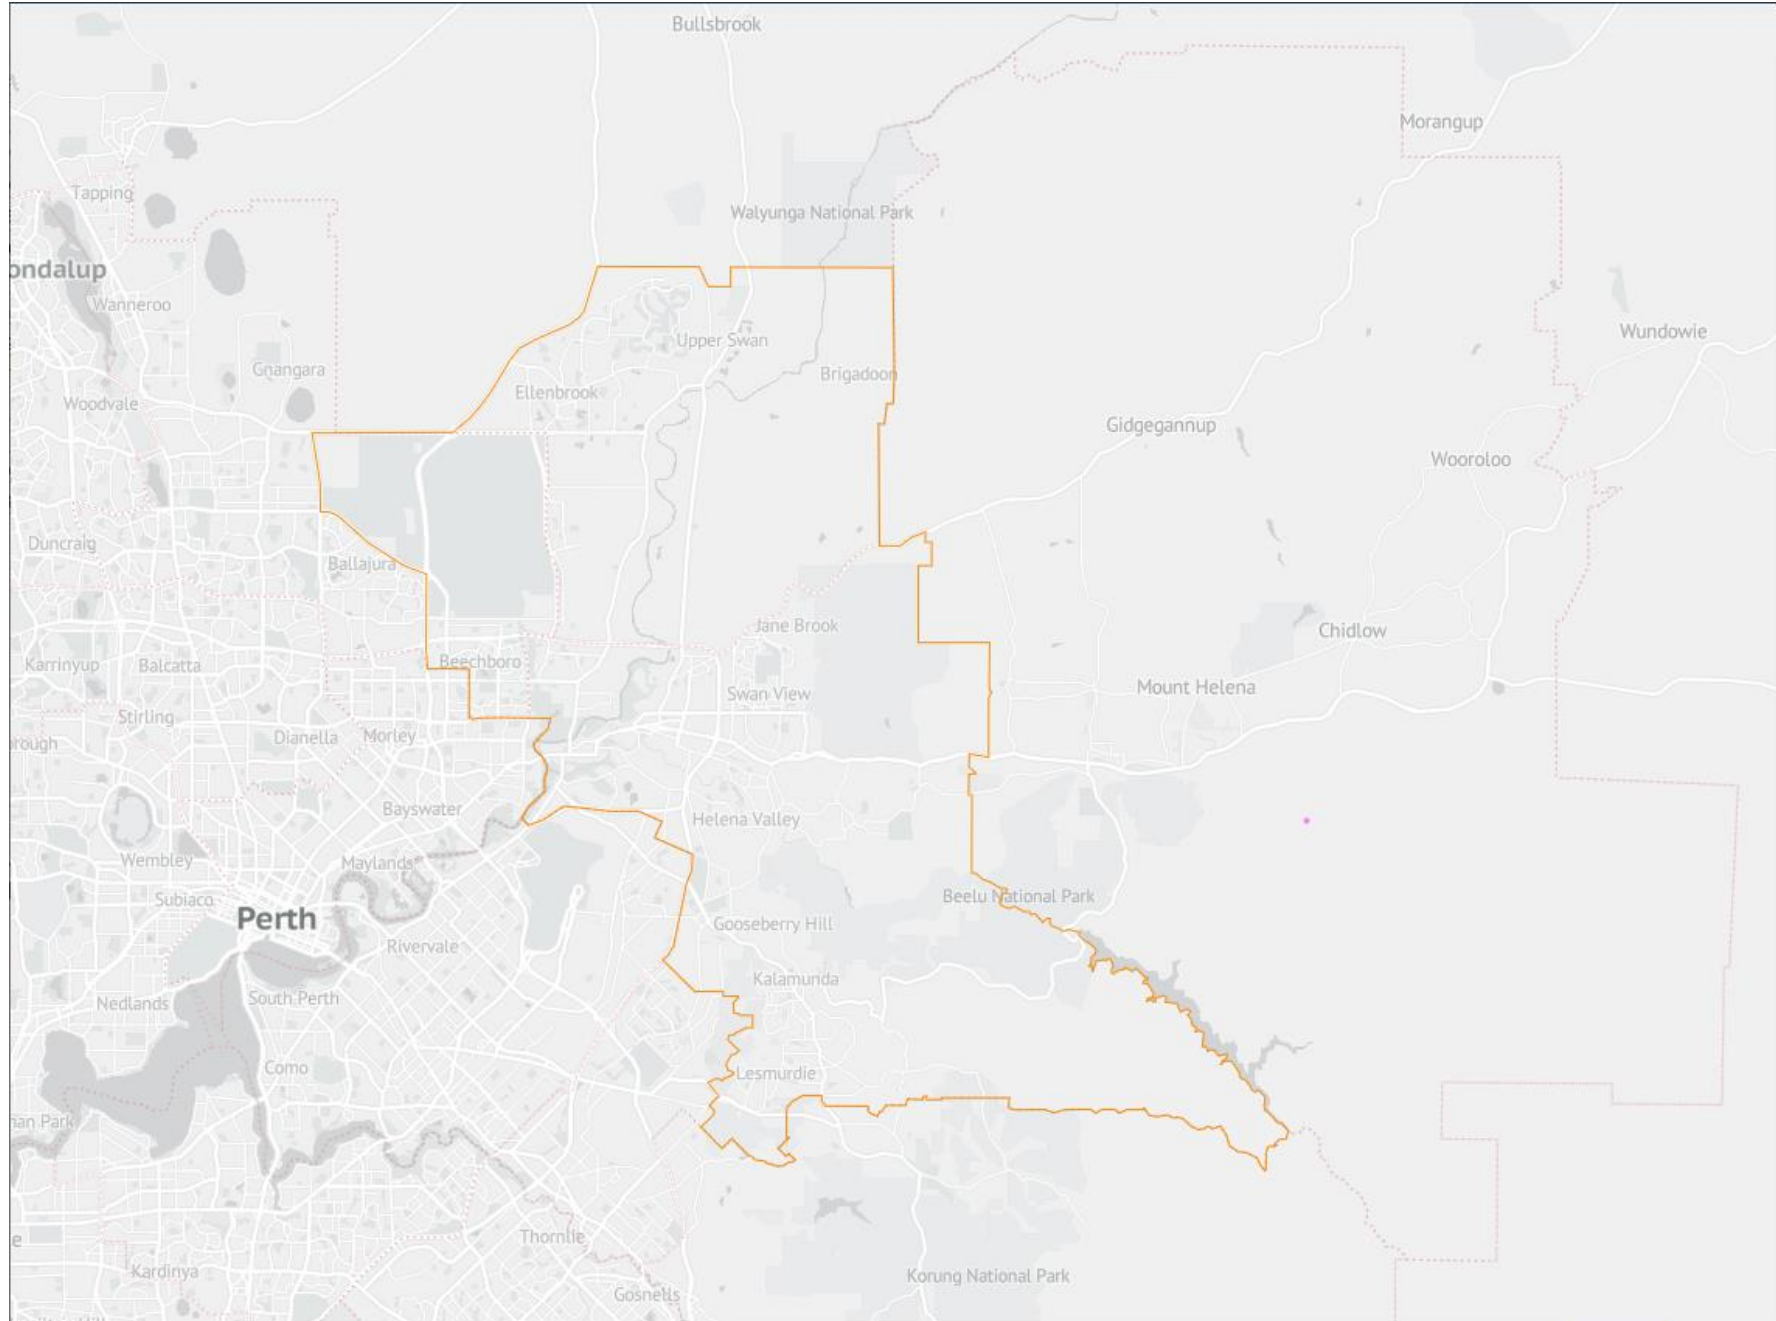 Bullsbrook
Morangup
Tapping
Walyunga National Park
ondalup
Wanneroo
Wundowie
Upper Swan
Gnangara
Brigadoon
Ellenbrook
Woodvale
Gidgegannup
Wooroloo
Duncraig
Ballajura
Jane Brook
Chidlow
Karrinyup
Balcatta
Beechboro
Mount Helena
Swan View
Stirling
Dianella
Morley
orough
Bayswater
Helena Valley
Wembley
Maylands
Beelu National Park
Subiaco
Perth
Gooseberry Hill
Rivervale
Kalamunda
Nedlands
South Perth
Como
Lesmurdie
nan Park
Thornlie
e
Kardinya
Korung National Park
Gosnells